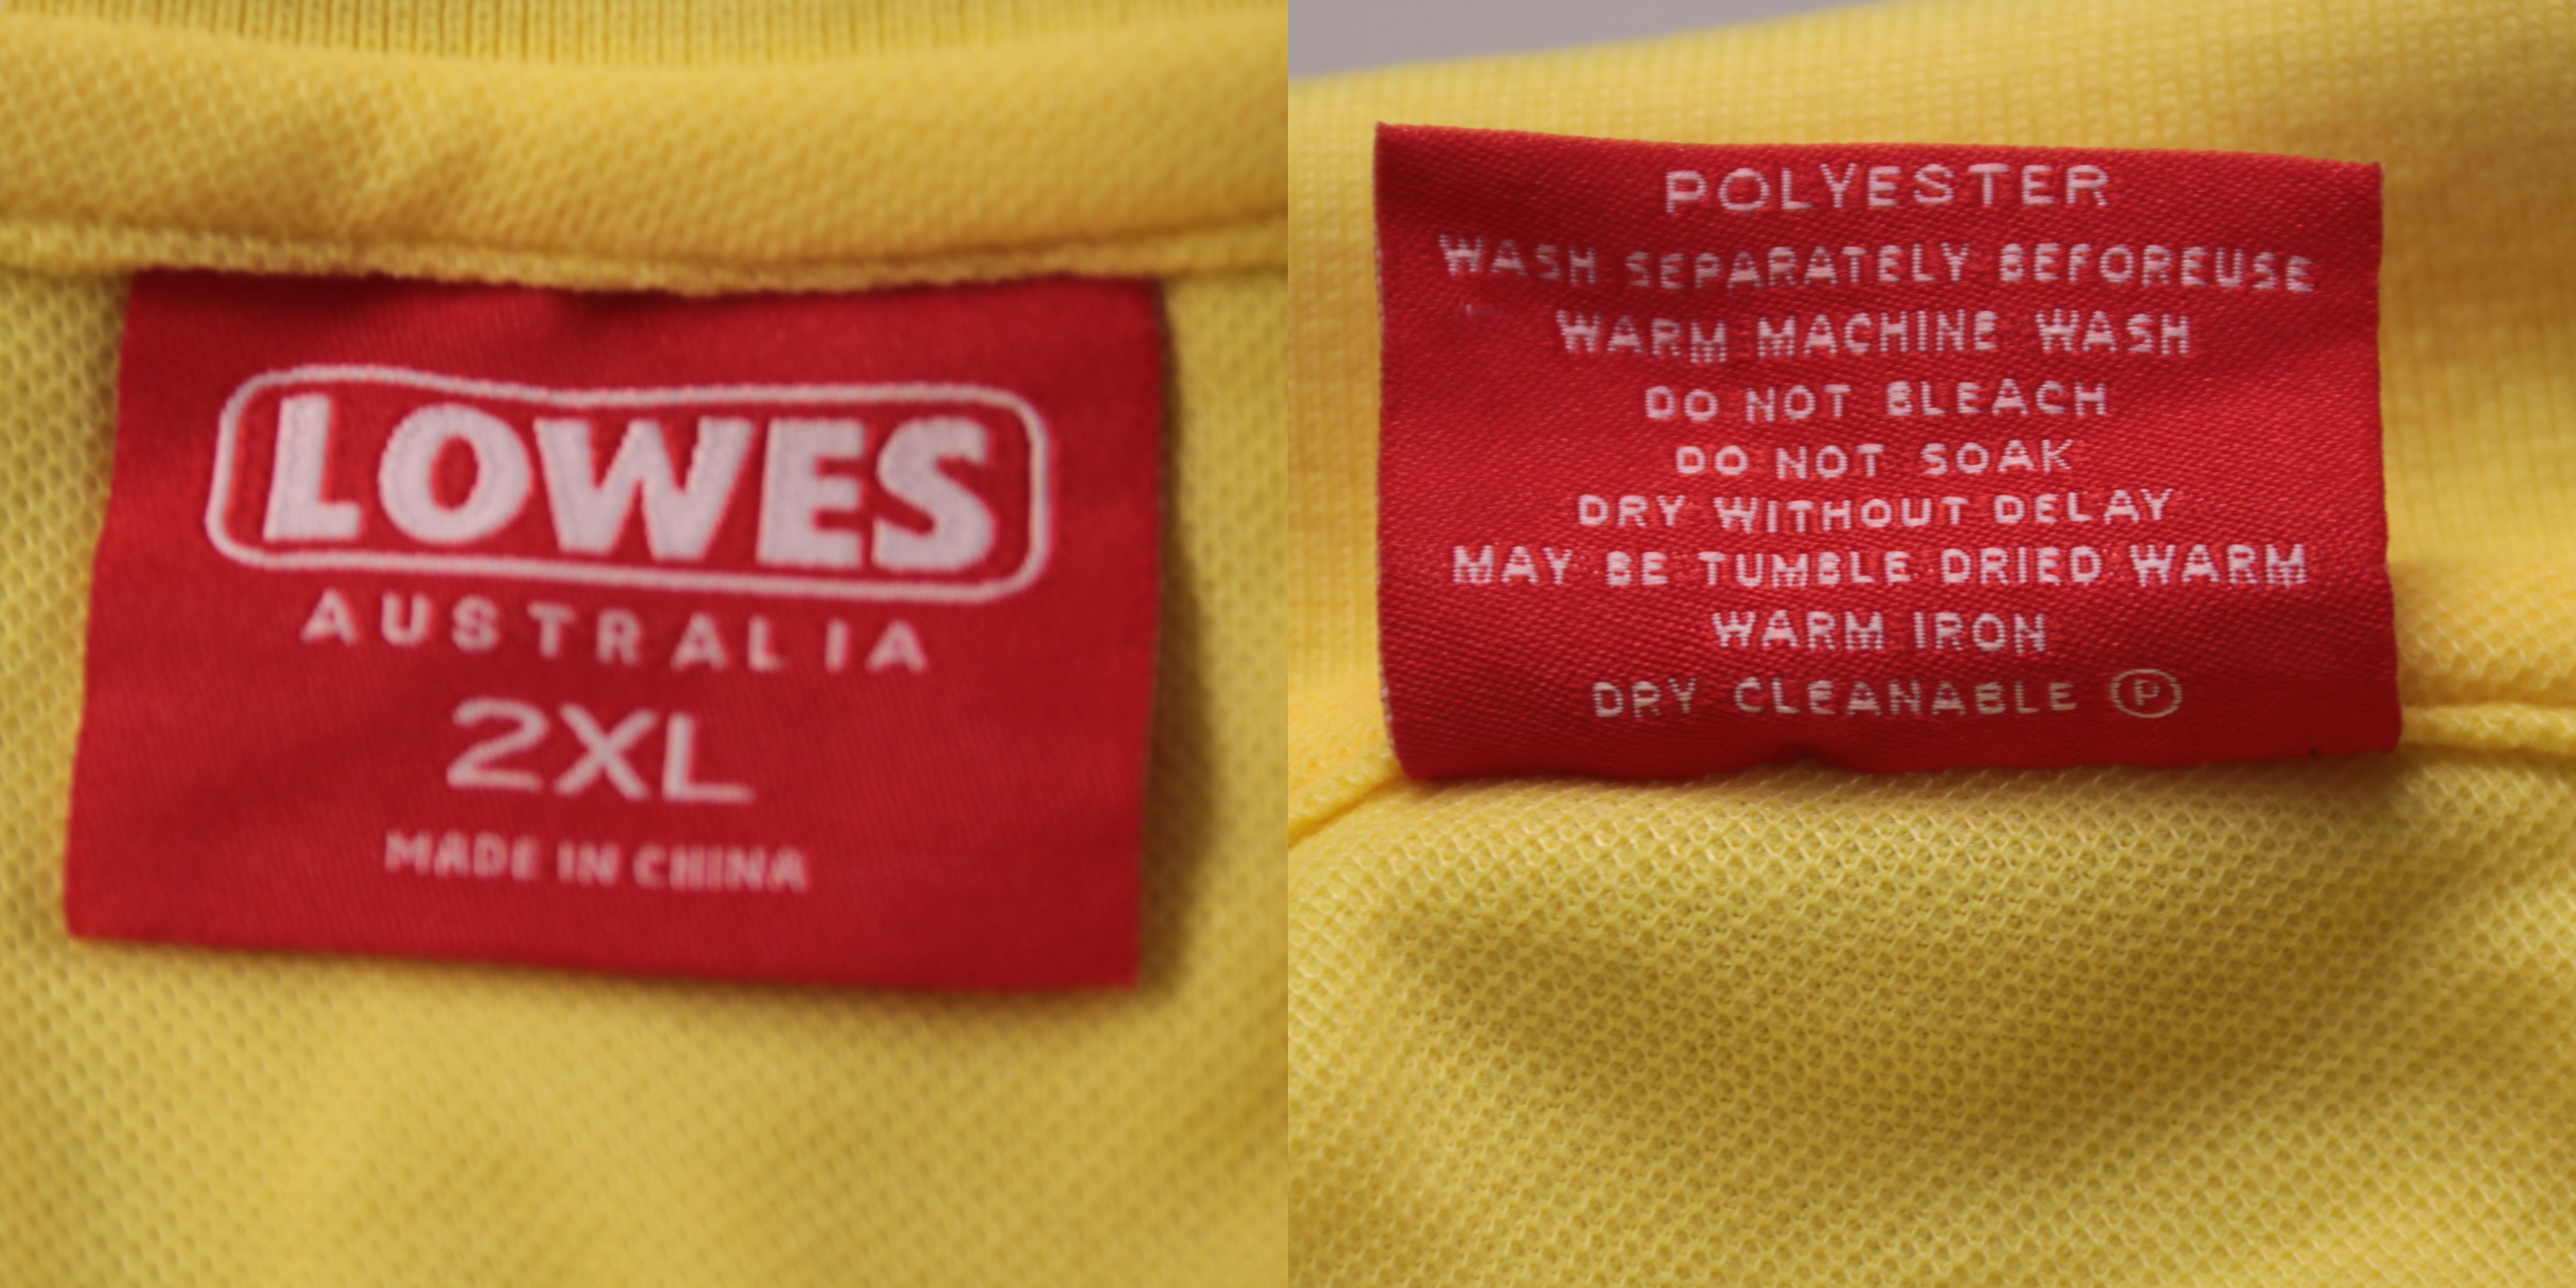 LOWES
AUSTRALIA
2XL
MADE IN CHINA
POLYESTER
WASH SEPARATELY BEFOREUSE
WARM MACHINE WASH
DO NOT BLEACH
DO NOT SOAK
DRY WITHOUT DELAY
MAY BE TUMBLE DRIED WARM
WARM IRON
DRY CLEANABLE Ⓟ